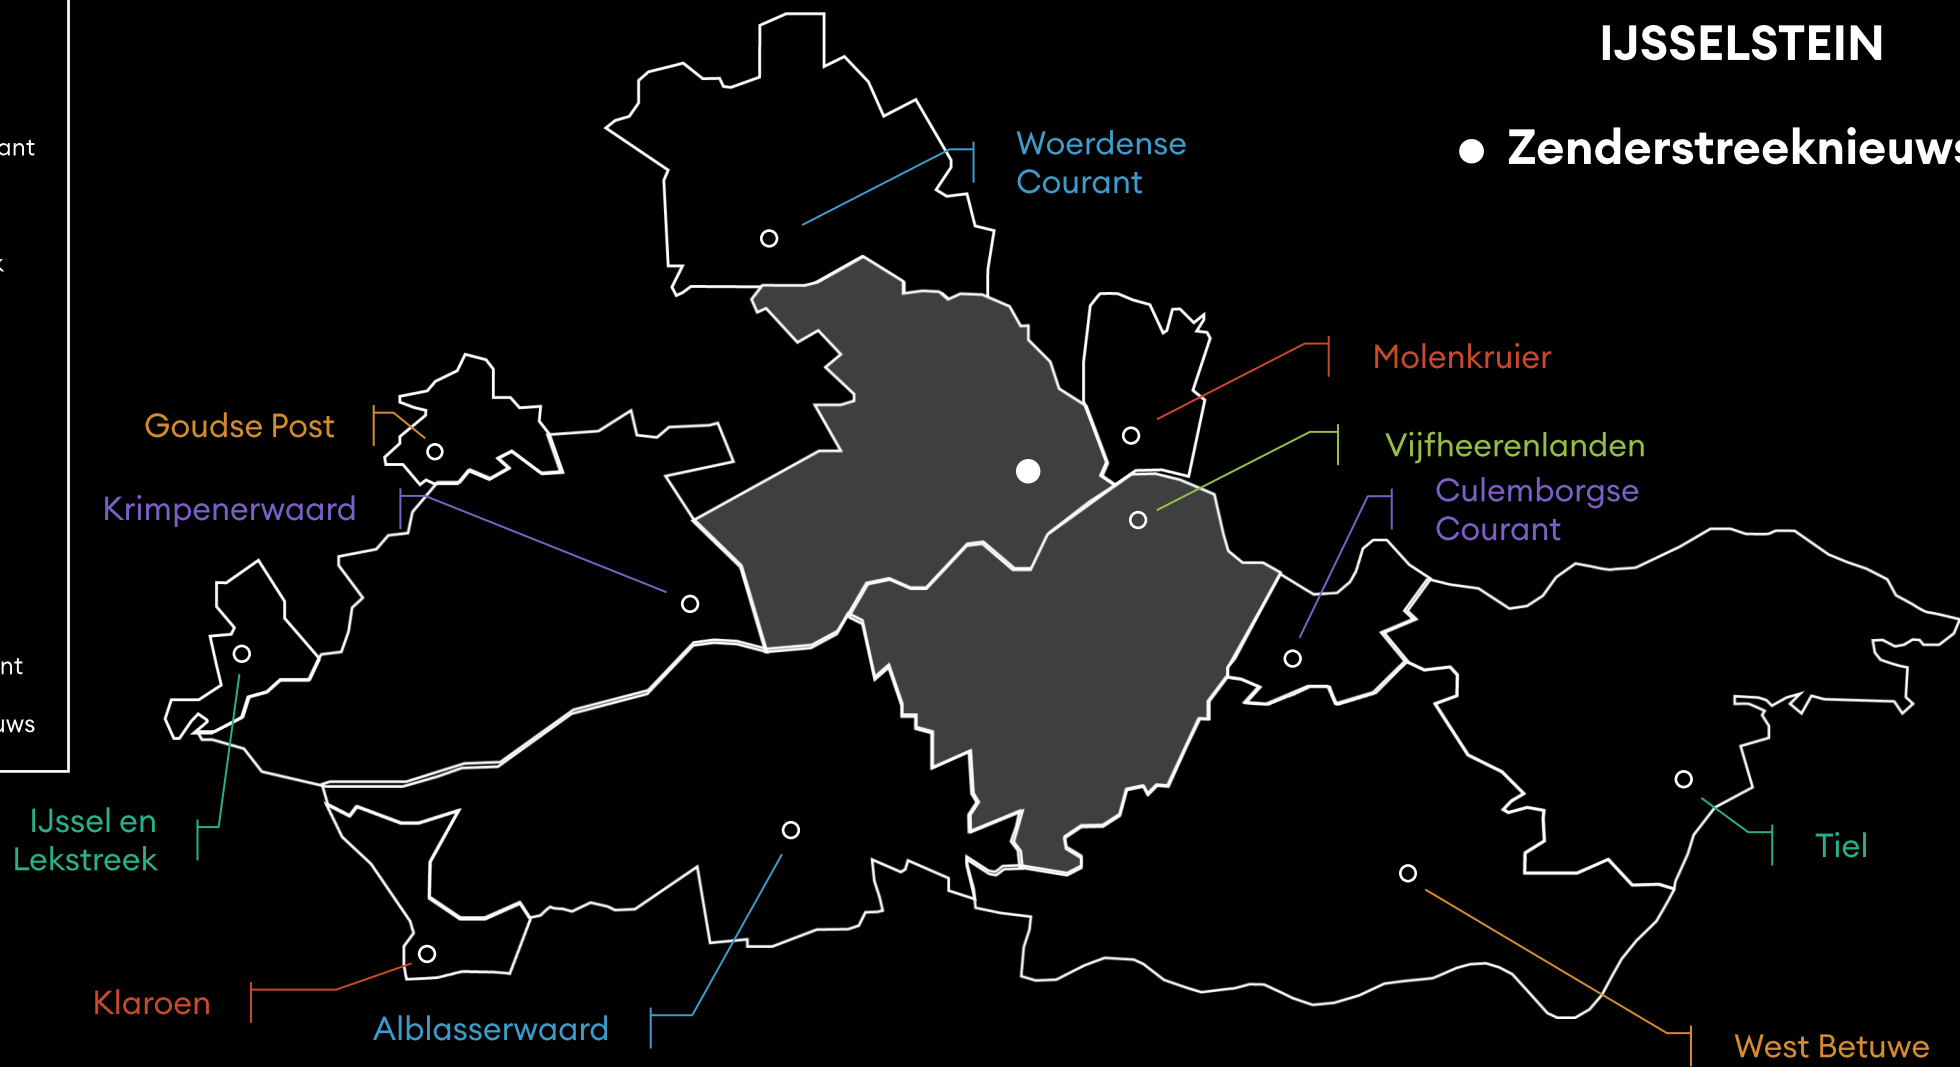 IJSSELSTEIN
Zenderstreeknieuws
Woerdense
Courant
Molenkruier
Vijfheerenlanden
Culemborgse
Courant
Goudse Post
Krimpenerwaard
IJssel en
Lekstreek
Tiel
Klaroen
Alblasserwaard
West Betuwe